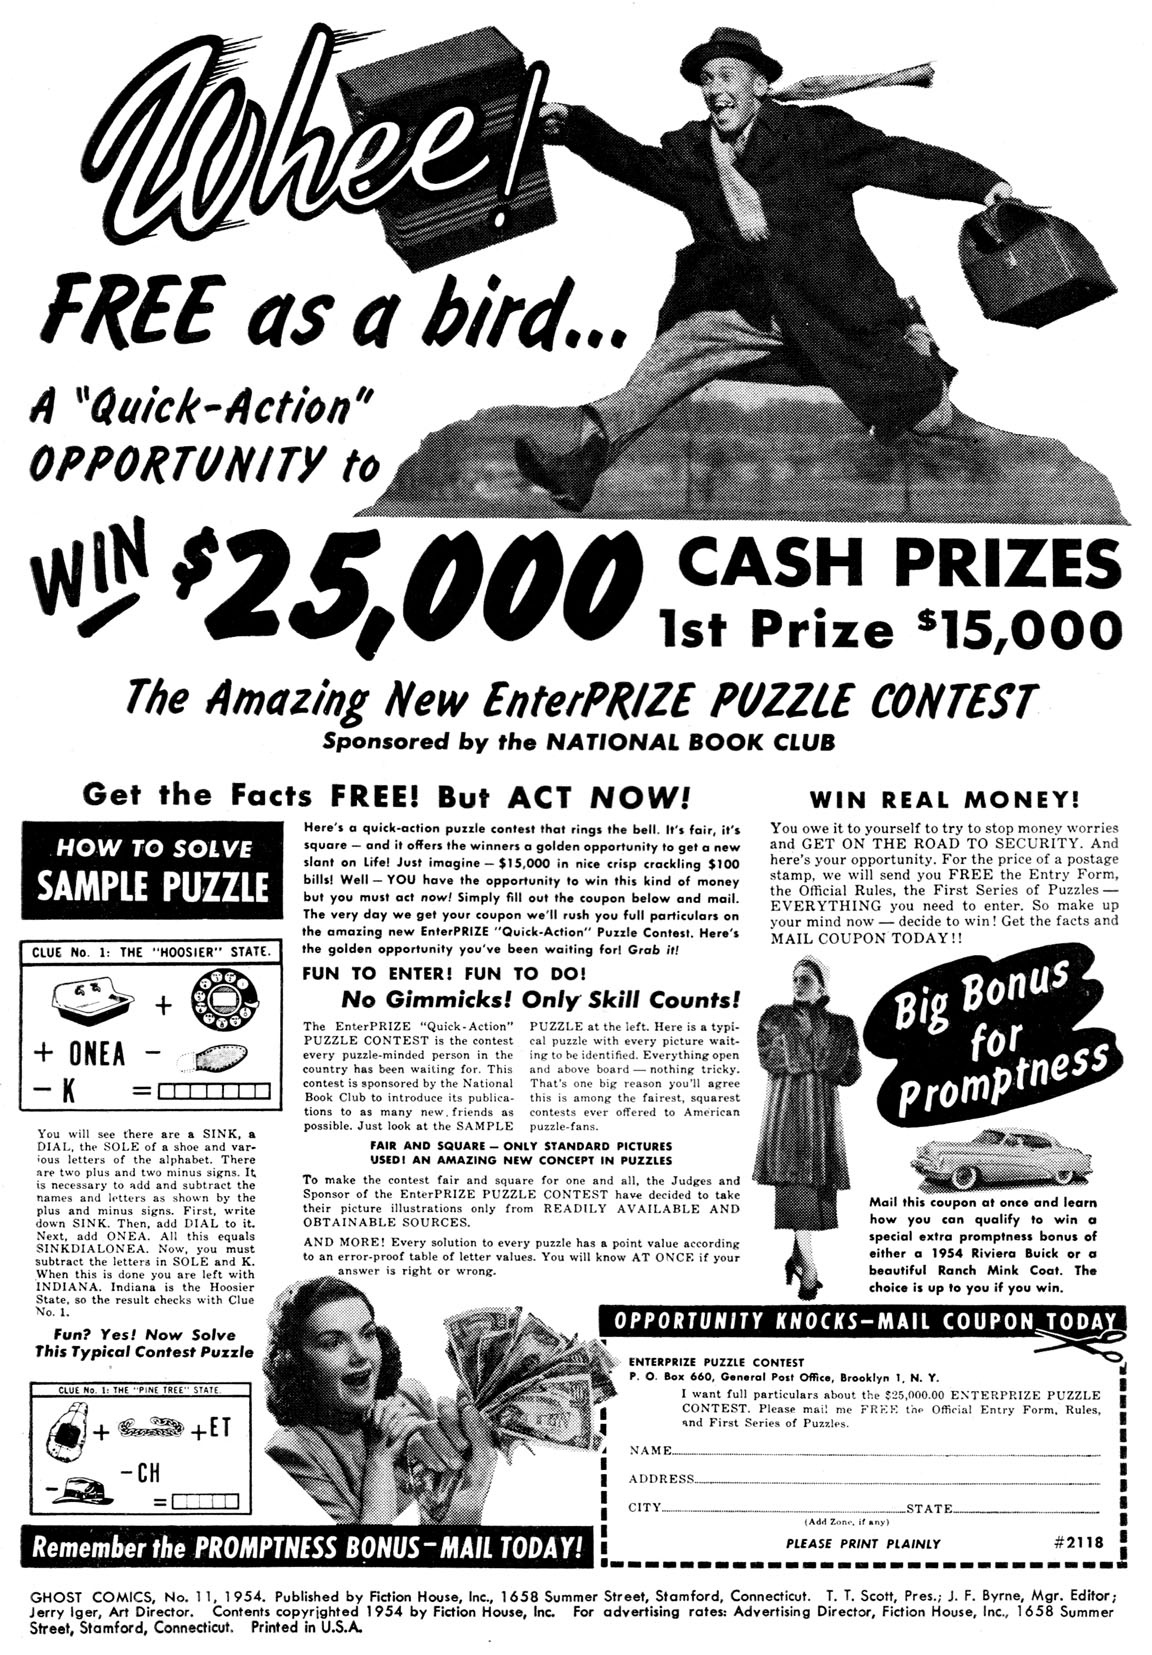 Whee!
FREE as a bird...
A "Quick-Action"
OPPORTUNITY to
WIN $25,000
CASH PRIZES
1st Prize $15,000
The Amazing New EnterPRIZE PUZZLE CONTEST
Sponsored by the NATIONAL BOOK CLUB
Get the Facts FREE! But ACT NOW!
HOW TO SOLVE
SAMPLE PUZZLE
CLUE No. 1: THE "HOOSIER" STATE.
+
+ ONEA -
- K =
You will see there are a SINK, a
DIAL, the SOLE of a shoe and var-
ious letters of the alphabet. There
are two plus and two minus signs. It
is necessary to add and subtract the
names and letters as shown by the
plus and minus signs. First, write
down SINK. Then, add DIAL to it.
Next, add ONEA. All this equals
SINKDIALONEA. Now, you must
subtract the letters in SOLE and K.
When this is done you are left with
INDIANA. Indiana is the Hoosier
State, so the result checks with Clue
No. 1.
Fun? Yes! Now Solve
This Typical Contest Puzzle
CLUE No. 1: THE "PINE TREE" STATE.
+ +ET
- -CH
=
Here's a quick-action puzzle contest that rings the bell. It's fair, it's
square — and it offers the winners a golden opportunity to get a new
slant on Life! Just imagine — $15,000 in nice crisp crackling $100
bills! Well — YOU have the opportunity to win this kind of money
but you must act now! Simply fill out the coupon below and mail.
The very day we get your coupon we'll rush you full particulars on
the amazing new EnterPRIZE "Quick-Action" Puzzle Contest. Here's
the golden opportunity you've been waiting for! Grab it!
FUN TO ENTER! FUN TO DO!
No Gimmicks! Only Skill Counts!
The EnterPRIZE "Quick-Action"
PUZZLE CONTEST is the contest
every puzzle-minded person in the
country has been waiting for. This
contest is sponsored by the National
Book Club to introduce its publica-
tions to as many new friends as
possible. Just look at the SAMPLE
PUZZLE at the left. Here is a typi-
cal puzzle with every picture wait-
ing to be identified. Everything open
and above board — nothing tricky.
That's one big reason you'll agree
this is among the fairest, squarest
contests ever offered to American
puzzle-fans.
FAIR AND SQUARE — ONLY STANDARD PICTURES
USED! AN AMAZING NEW CONCEPT IN PUZZLES
To make the contest fair and square for one and all, the Judges and
Sponsor of the EnterPRIZE PUZZLE CONTEST have decided to take
their picture illustrations only from READILY AVAILABLE AND
OBTAINABLE SOURCES.
AND MORE! Every solution to every puzzle has a point value according
to an error-proof table of letter values. You will know AT ONCE if your
answer is right or wrong.
WIN REAL MONEY!
You owe it to yourself to try to stop money worries
and GET ON THE ROAD TO SECURITY. And
here's your opportunity. For the price of a postage
stamp, we will send you FREE the Entry Form,
the Official Rules, the First Series of Puzzles —
EVERYTHING you need to enter. So make up
your mind now — decide to win! Get the facts and
MAIL COUPON TODAY!!
Big Bonus
for
Promptness
Mail this coupon at once and learn
how you can qualify to win a
special extra promptness bonus of
either a 1954 Riviera Buick or a
beautiful Ranch Mink Coat. The
choice is up to you if you win.
OPPORTUNITY KNOCKS—MAIL COUPON TODAY
ENTERPRIZE PUZZLE CONTEST
P. O. Box 660, General Post Office, Brooklyn 1, N. Y.
I want full particulars about the $25,000.00 ENTERPRIZE PUZZLE
CONTEST. Please mail me FREE the Official Entry Form, Rules,
and First Series of Puzzles.
NAME
ADDRESS
CITY STATE
(Add Zone, if any)
PLEASE PRINT PLAINLY #2118
Remember the PROMPTNESS BONUS—MAIL TODAY!
GHOST COMICS, No. 11, 1954. Published by Fiction House, Inc., 1658 Summer Street, Stamford, Connecticut. T. T. Scott, Pres.; J. F. Byrne, Mgr. Editor;
Jerry Iger, Art Director. Contents copyrighted 1954 by Fiction House, Inc. For advertising rates: Advertising Director, Fiction House, Inc., 1658 Summer
Street, Stamford, Connecticut. Printed in U.S.A.